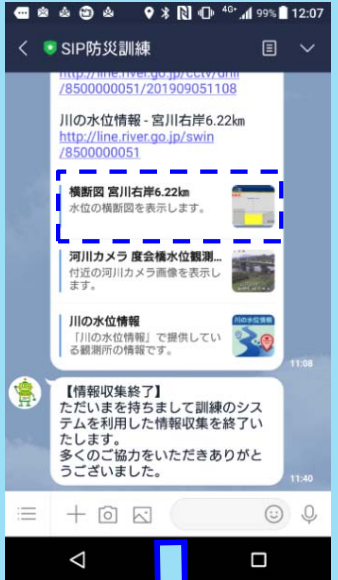 4G+ 99% 12:07
SIP防災訓練
/8500000051/201909051108
川の水位情報 - 宮川右岸6.22km
http://line.river.go.jp/swin
/8500000051
横断図 宮川右岸6.22km
水位の横断図を表示します。
河川カメラ 度会橋水位観測...
付近の河川カメラ画像を表示し
ます。
川の水位情報
「川の水位情報」で提供してい
る観測所の情報です。
川の水位情報
11:08
【情報収集終了】
ただいまを持ちまして訓練のシス
テムを利用した情報収集を終了い
たします。
多くのご協力をいただきありがと
うございました。
11:40